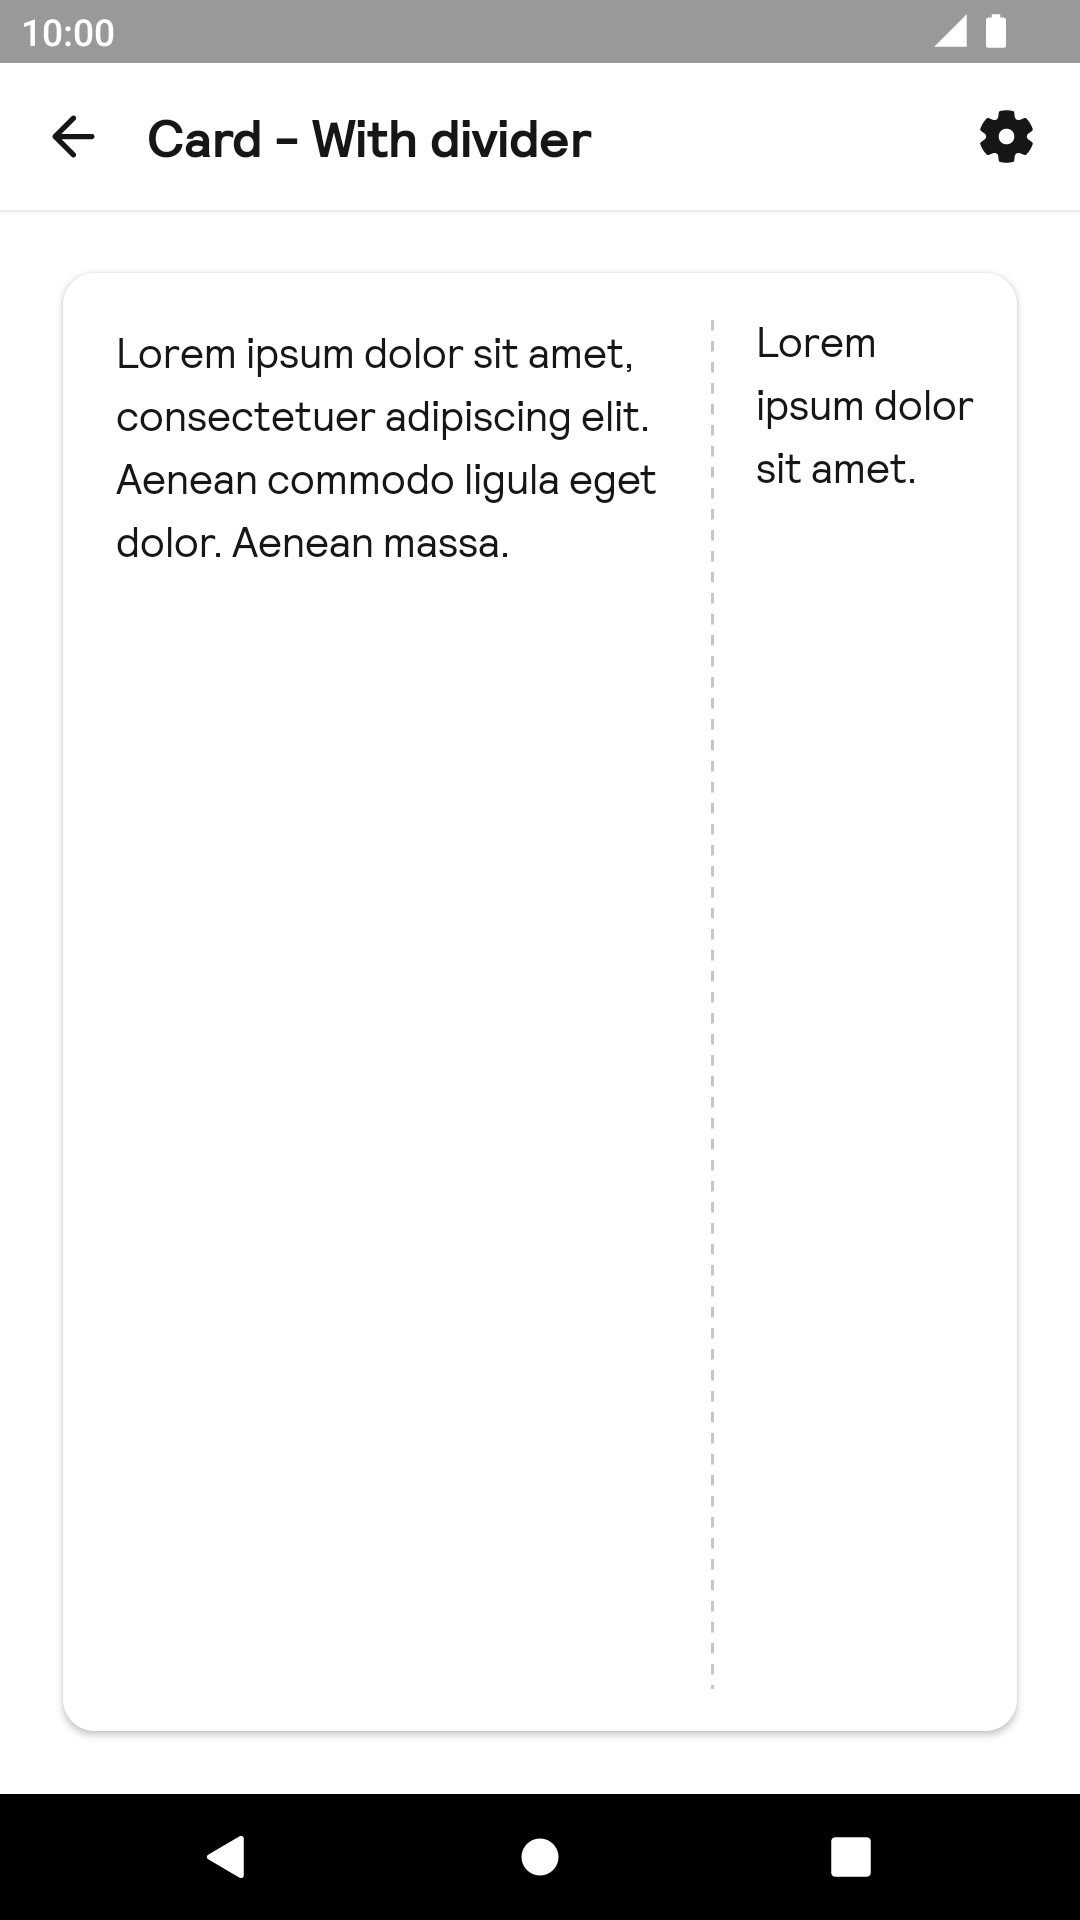 10:00
Card - With divider
Lorem ipsum dolor sit amet,
consectetuer adipiscing elit.
Aenean commodo ligula eget
dolor. Aenean massa.
Lorem
ipsum dolor
sit amet.